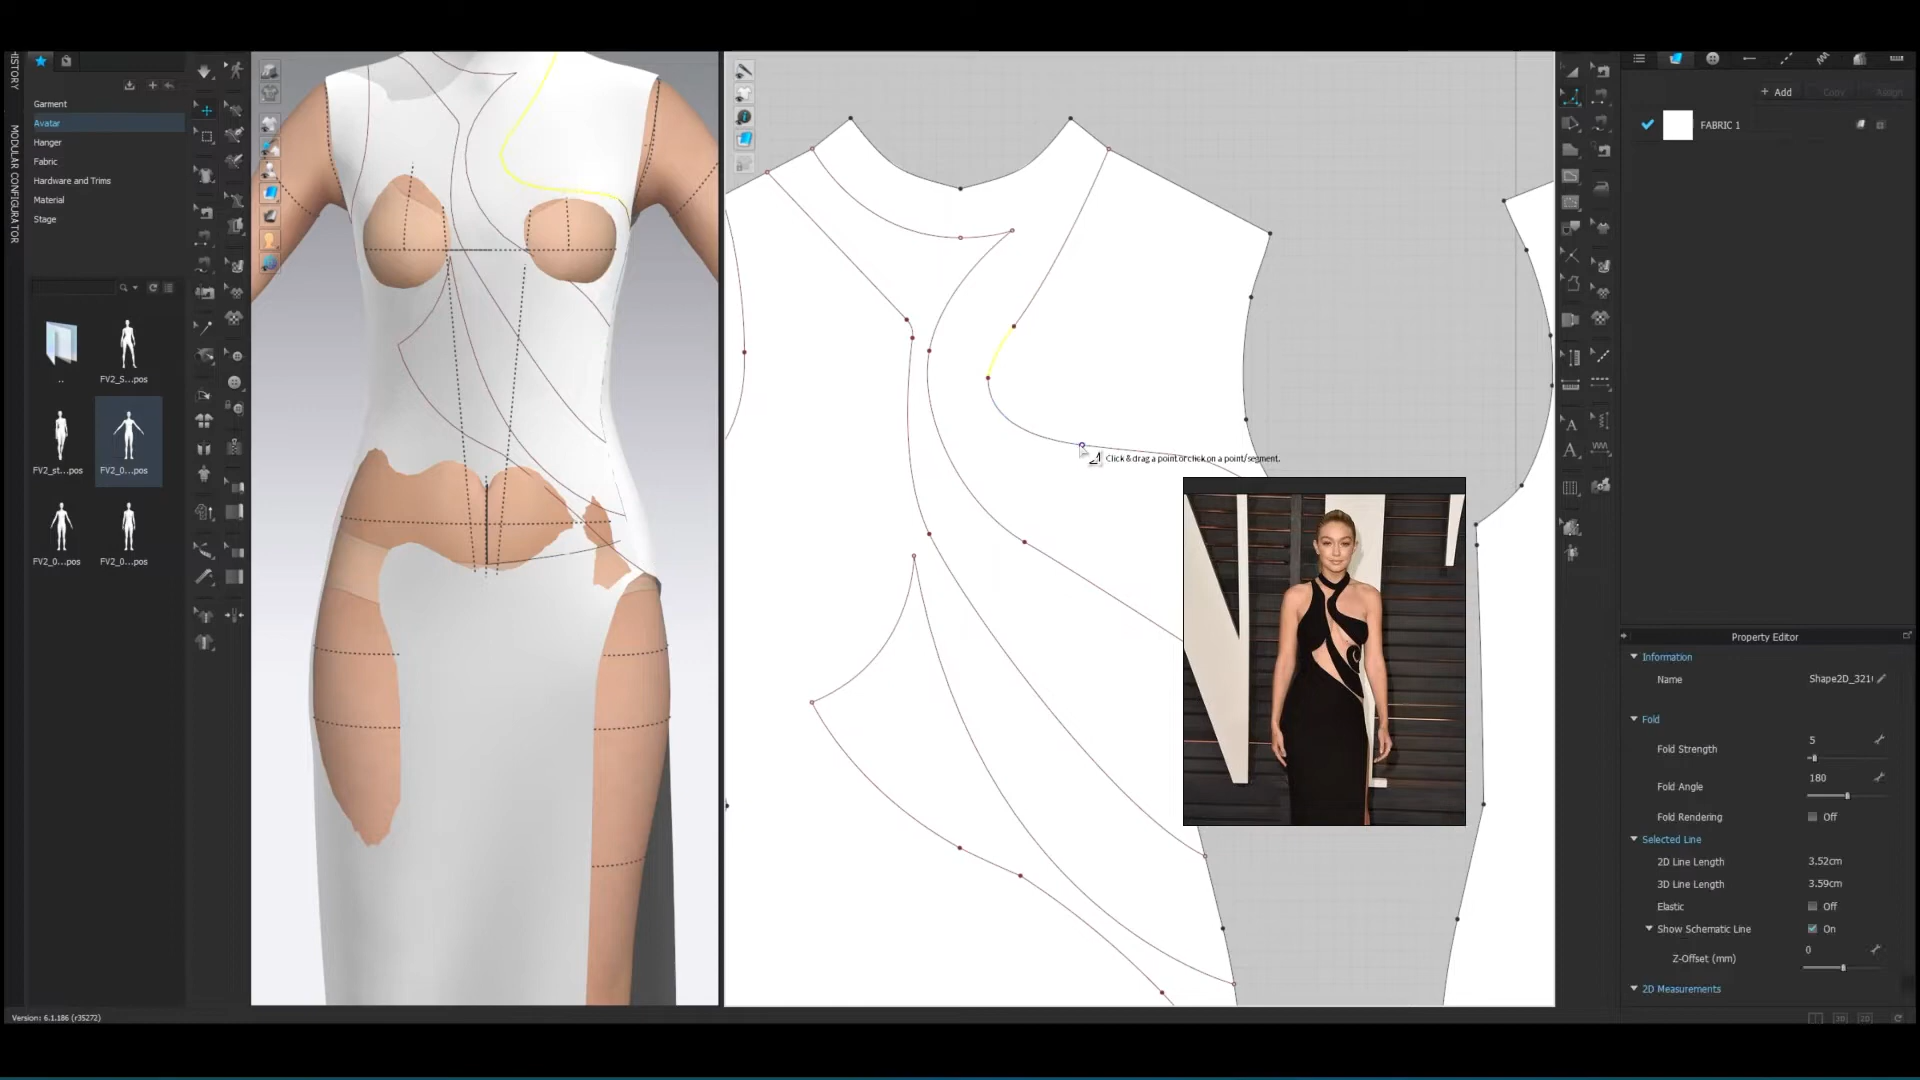 HISTORY
MODULAR CONFIGURATOR
Garment
Avatar
Hanger
Fabric
Hardware and Trims
Material
Stage
..
FV2_S...pos
FV2_st...pos
FV2_0...pos
FV2_0...pos
FV2_0...pos
Click & drag a point or click on a point/segment.
+ Add
Copy
Assign
FABRIC 1
Property Editor
Information
Name
Shape2D_321(
Fold
Fold Strength
5
Fold Angle
180
Fold Rendering
Off
Selected Line
2D Line Length
3.52cm
3D Line Length
3.59cm
Elastic
Off
Show Schematic Line
On
Z-Offset (mm)
0
2D Measurements
Version: 6.1.186 (r35272)
3D
2D